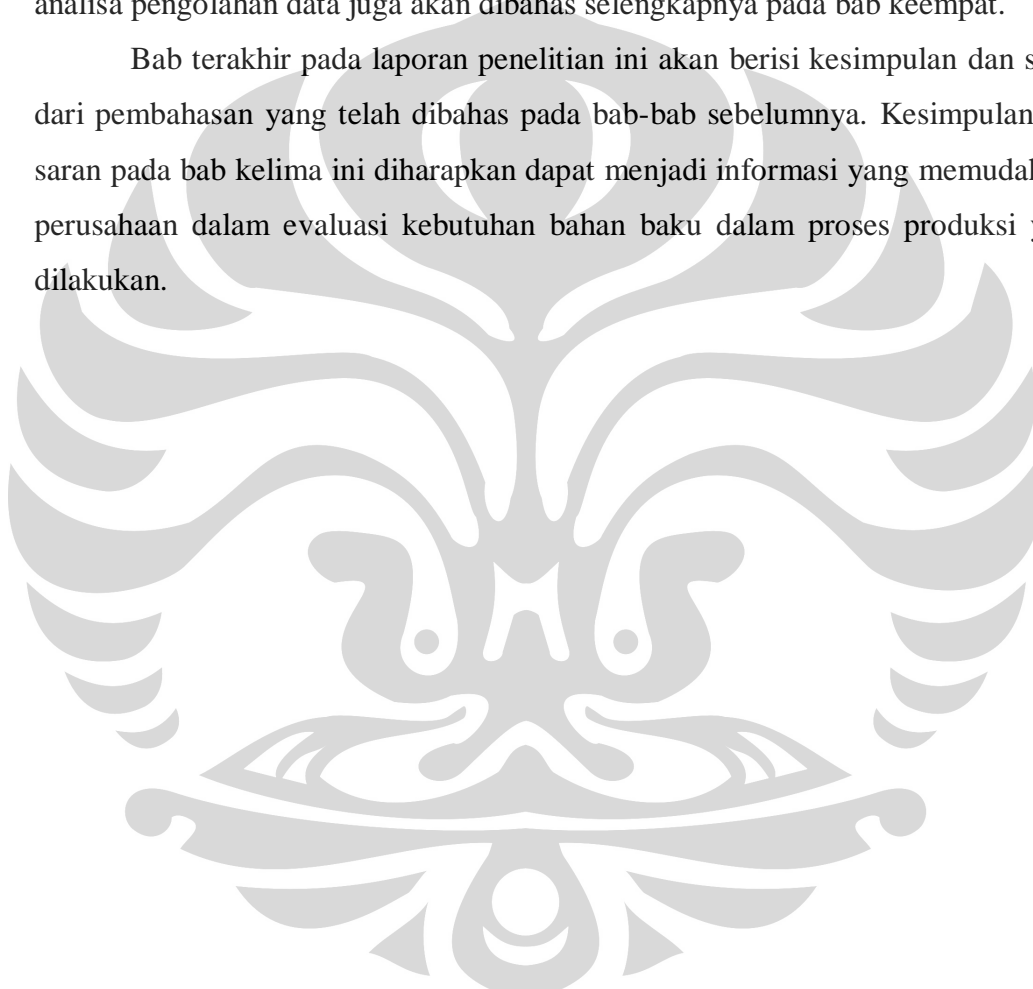 analisa pengolahan data juga akan dibahas selengkapnya pada bab keempat.
Bab terakhir pada laporan penelitian ini akan berisi kesimpulan dan s
dari pembahasan yang telah dibahas pada bab-bab sebelumnya. Kesimpulan
saran pada bab kelima ini diharapkan dapat menjadi informasi yang memudal
perusahaan dalam evaluasi kebutuhan bahan baku dalam proses produksi y
dilakukan.